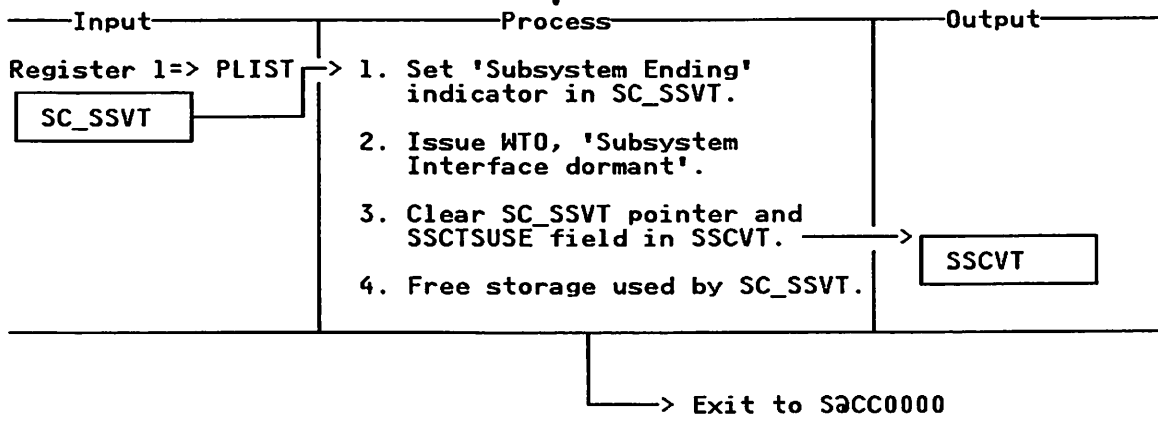 Input
Process
Output
Register 1=> PLIST
SC_SSVT
1. Set 'Subsystem Ending'
indicator in SC_SSVT.
2. Issue WTO, 'Subsystem
Interface dormant'.
3. Clear SC_SSVT pointer and
SSCTSUSE field in SSCVT.
4. Free storage used by SC_SSVT.
SSCVT
Exit to S∂CC0000